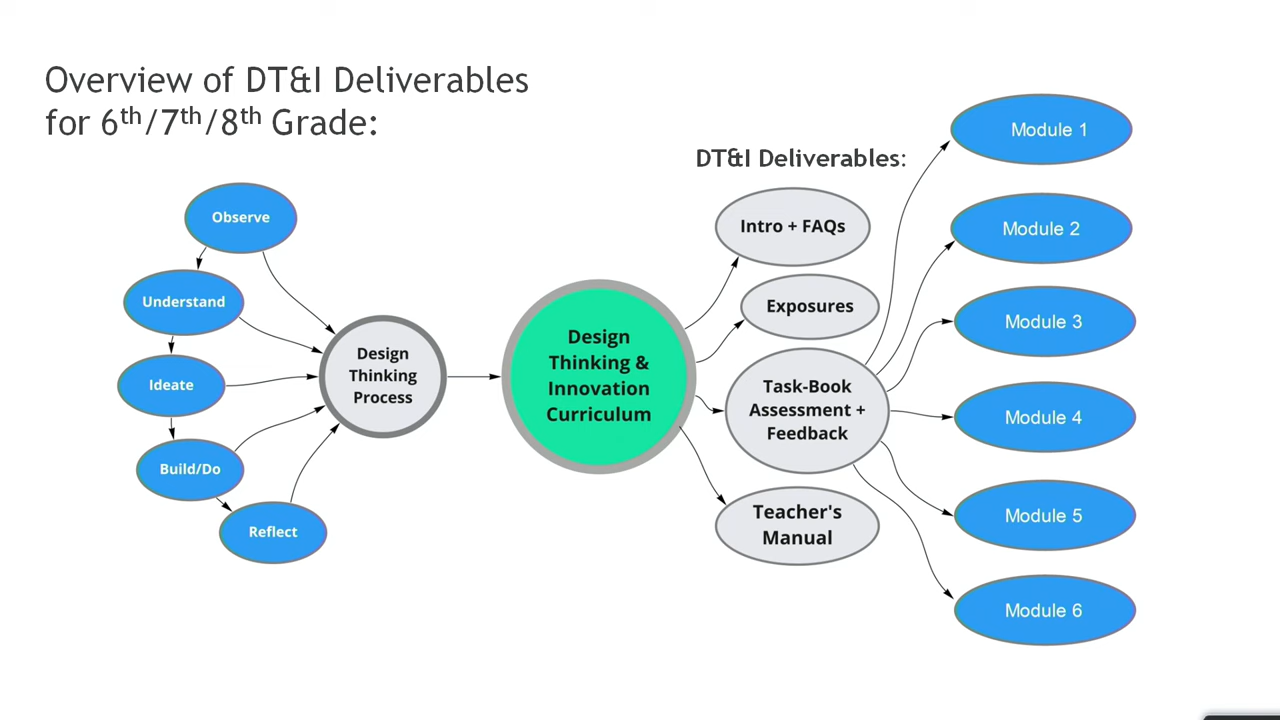 Overview of DT&I Deliverables
for 6th/7th/8th Grade:
Observe
Understand
Ideate
Build/Do
Reflect
Design
Thinking
Process
Design
Thinking &
Innovation
Curriculum
DT&I Deliverables:
Intro + FAQs
Exposures
Task-Book
Assessment +
Feedback
Teacher's
Manual
Module 1
Module 2
Module 3
Module 4
Module 5
Module 6